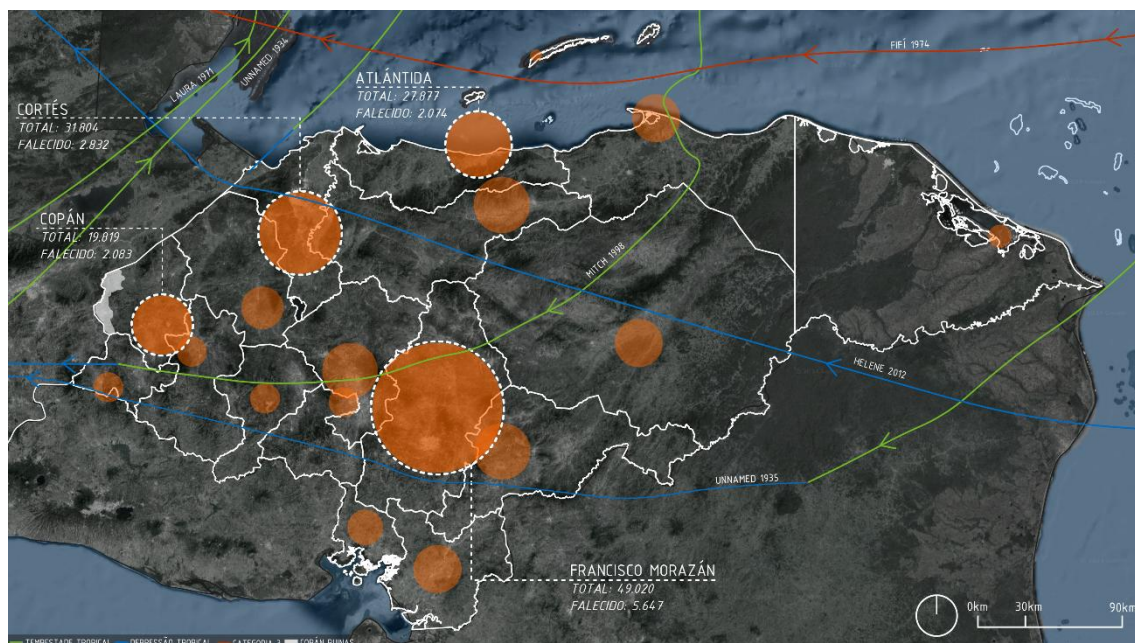 FIFÍ 1974
LAURA 1971
UNNAMED 1934
ATLÁNTIDA
TOTAL: 27.877
FALECIDO: 2.074
CORTÉS
TOTAL: 31.804
FALECIDO: 2.832
COPÁN
TOTAL: 19.819
FALECIDO: 2.083
MITCH 1998
HELENE 2012
UNNAMED 1935
FRANCISCO MORAZÁN
TOTAL: 49.020
FALECIDO: 5.647
0km 30km 90km
TEMPESTADE TROPICAL DEPRESSÃO TROPICAL CATEGORIA 3 COPÁN RUINAS